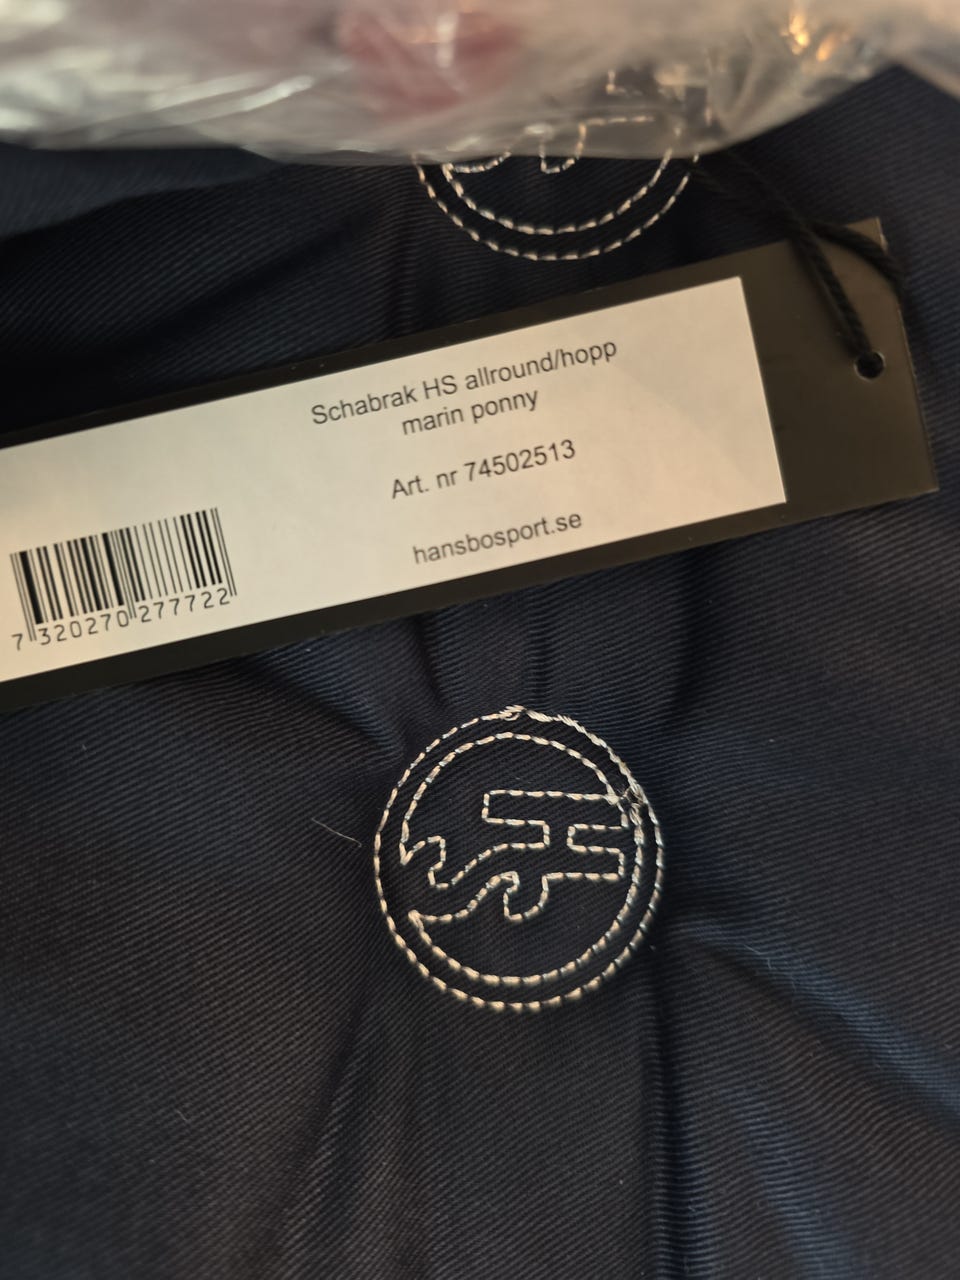 Schabrak HS allround/hopp
marin ponny
Art. nr 74502513
hansbosport.se
7 320270 277722